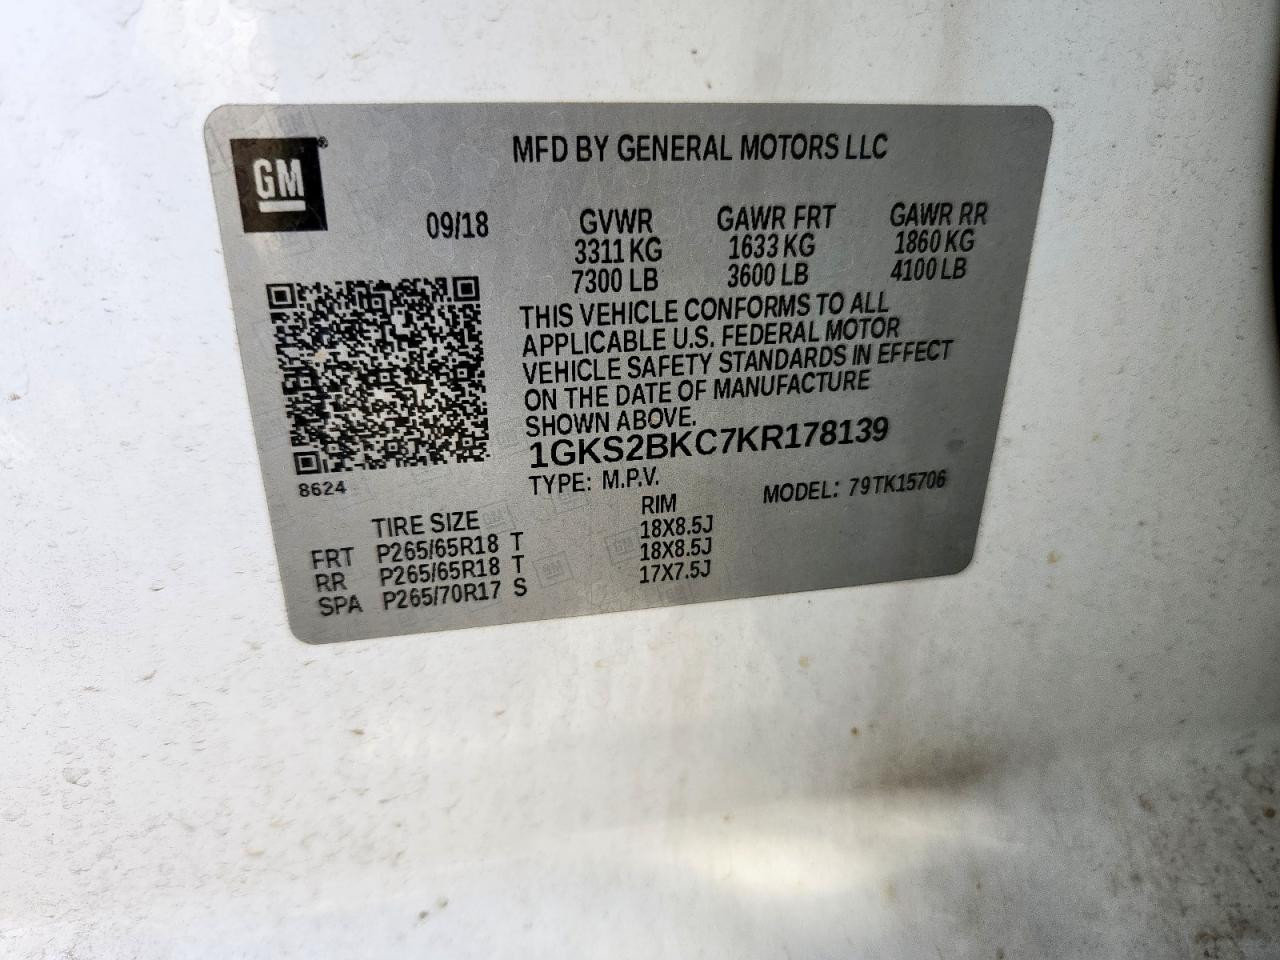 GM®
MFD BY GENERAL MOTORS LLC
09/18 GVWR GAWR FRT GAWR RR
3311 KG 1633 KG 1860 KG
7300 LB 3600 LB 4100 LB
THIS VEHICLE CONFORMS TO ALL
APPLICABLE U.S. FEDERAL MOTOR
VEHICLE SAFETY STANDARDS IN EFFECT
ON THE DATE OF MANUFACTURE
SHOWN ABOVE.
1GKS2BKC7KR178139
8624
TYPE: M.P.V. MODEL: 79TK15706
TIRE SIZE RIM
FRT P265/65R18 T 18X8.5J
RR P265/65R18 T 18X8.5J
SPA P265/70R17 S 17X7.5J